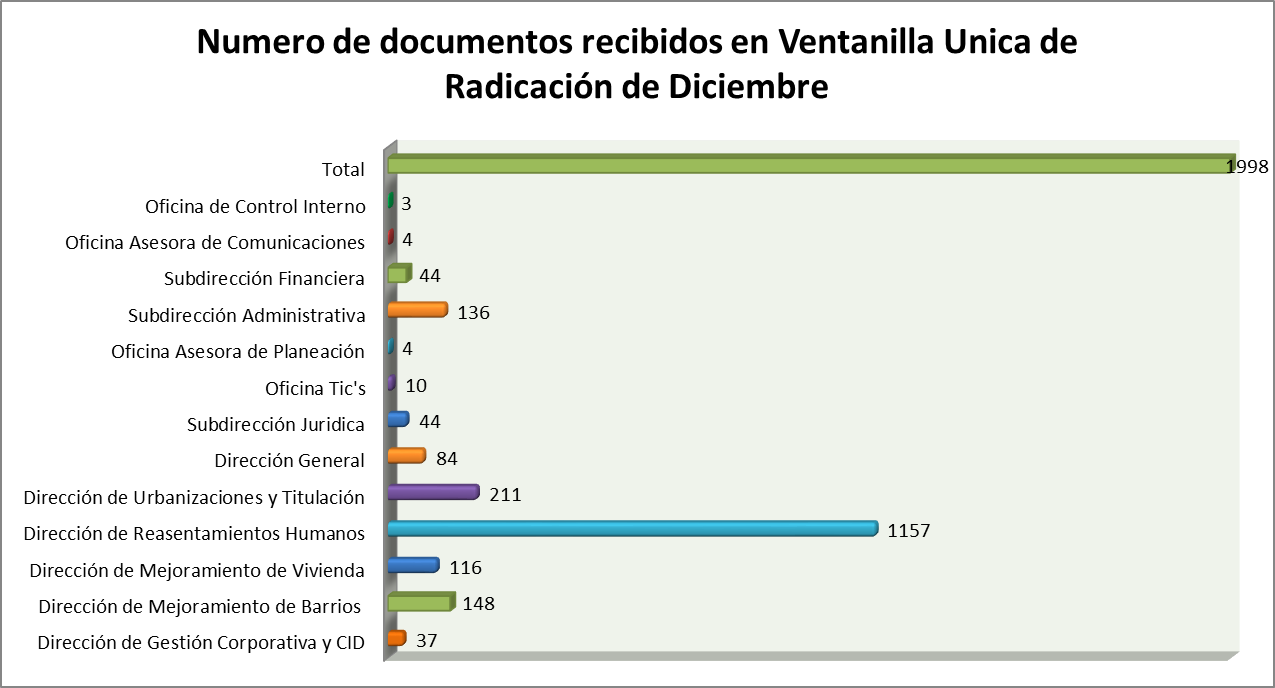 Numero de documentos recibidos en Ventanilla Unica de
Radicación de Diciembre
Total 1998
Oficina de Control Interno 3
Oficina Asesora de Comunicaciones 4
Subdirección Financiera 44
Subdirección Administrativa 136
Oficina Asesora de Planeación 4
Oficina Tic's 10
Subdirección Juridica 44
Dirección General 84
Dirección de Urbanizaciones y Titulación 211
Dirección de Reasentamientos Humanos 1157
Dirección de Mejoramiento de Vivienda 116
Dirección de Mejoramiento de Barrios 148
Dirección de Gestión Corporativa y CID 37